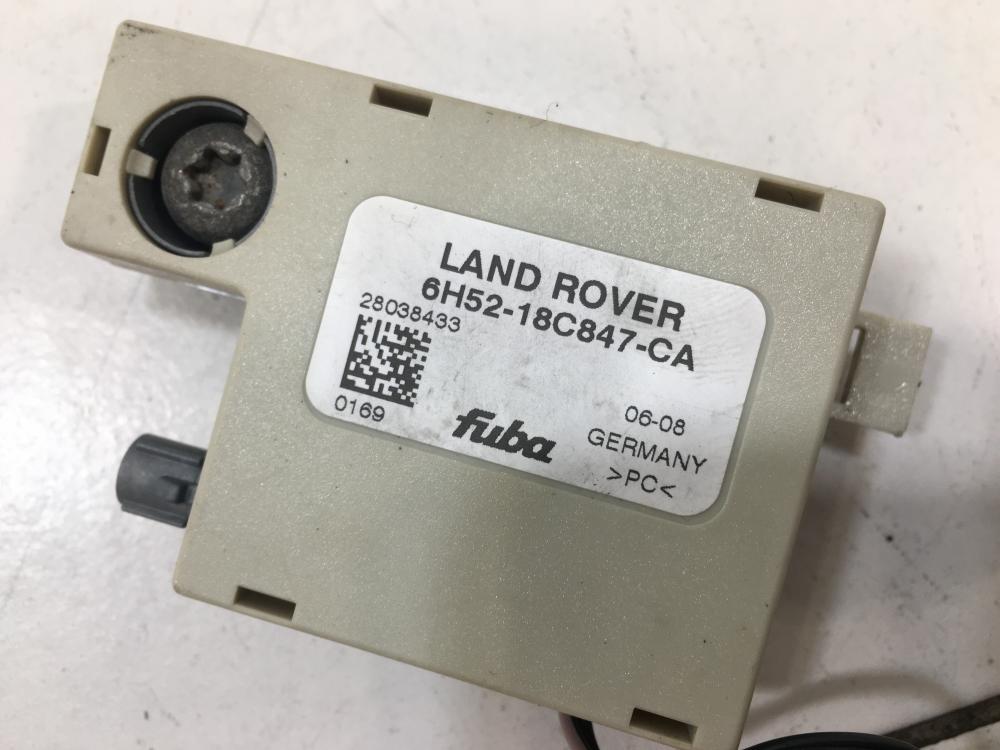 LAND ROVER
6H52-18C847-CA
28038433
0169
fuba
06-08
GERMANY
>PC<